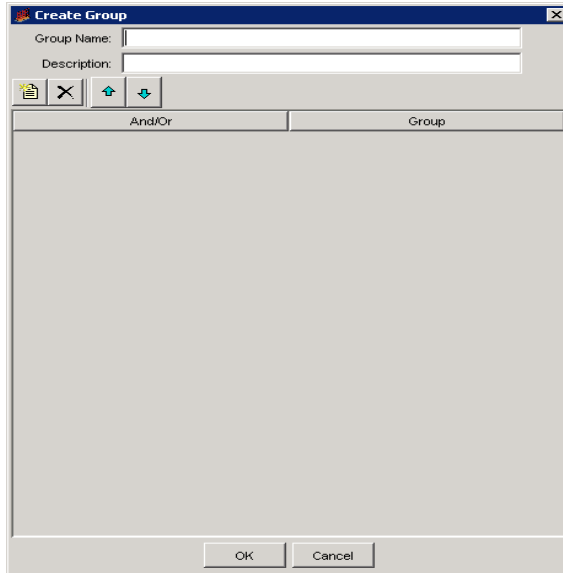 Create Group
Group Name:
Description:
And/Or Group
OK Cancel